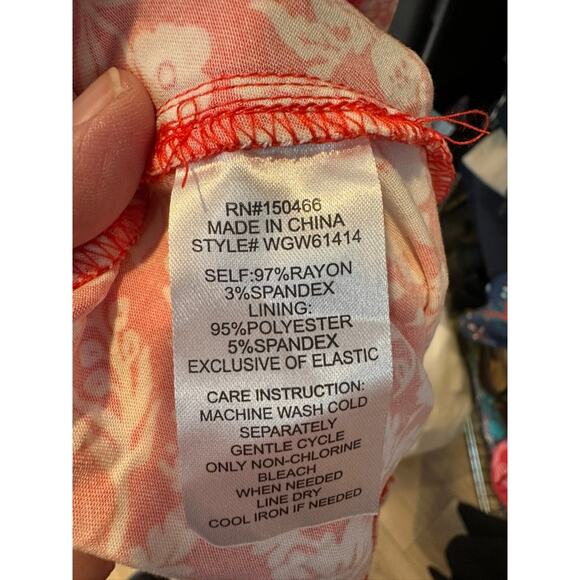 RN#150466
MADE IN CHINA
STYLE# WGW61414
SELF:97%RAYON
3%SPANDEX
LINING:
95%POLYESTER
5%SPANDEX
EXCLUSIVE OF ELASTIC
CARE INSTRUCTION:
MACHINE WASH COLD
SEPARATELY
GENTLE CYCLE
ONLY NON-CHLORINE
BLEACH
WHEN NEEDED
LINE DRY
COOL IRON IF NEEDED